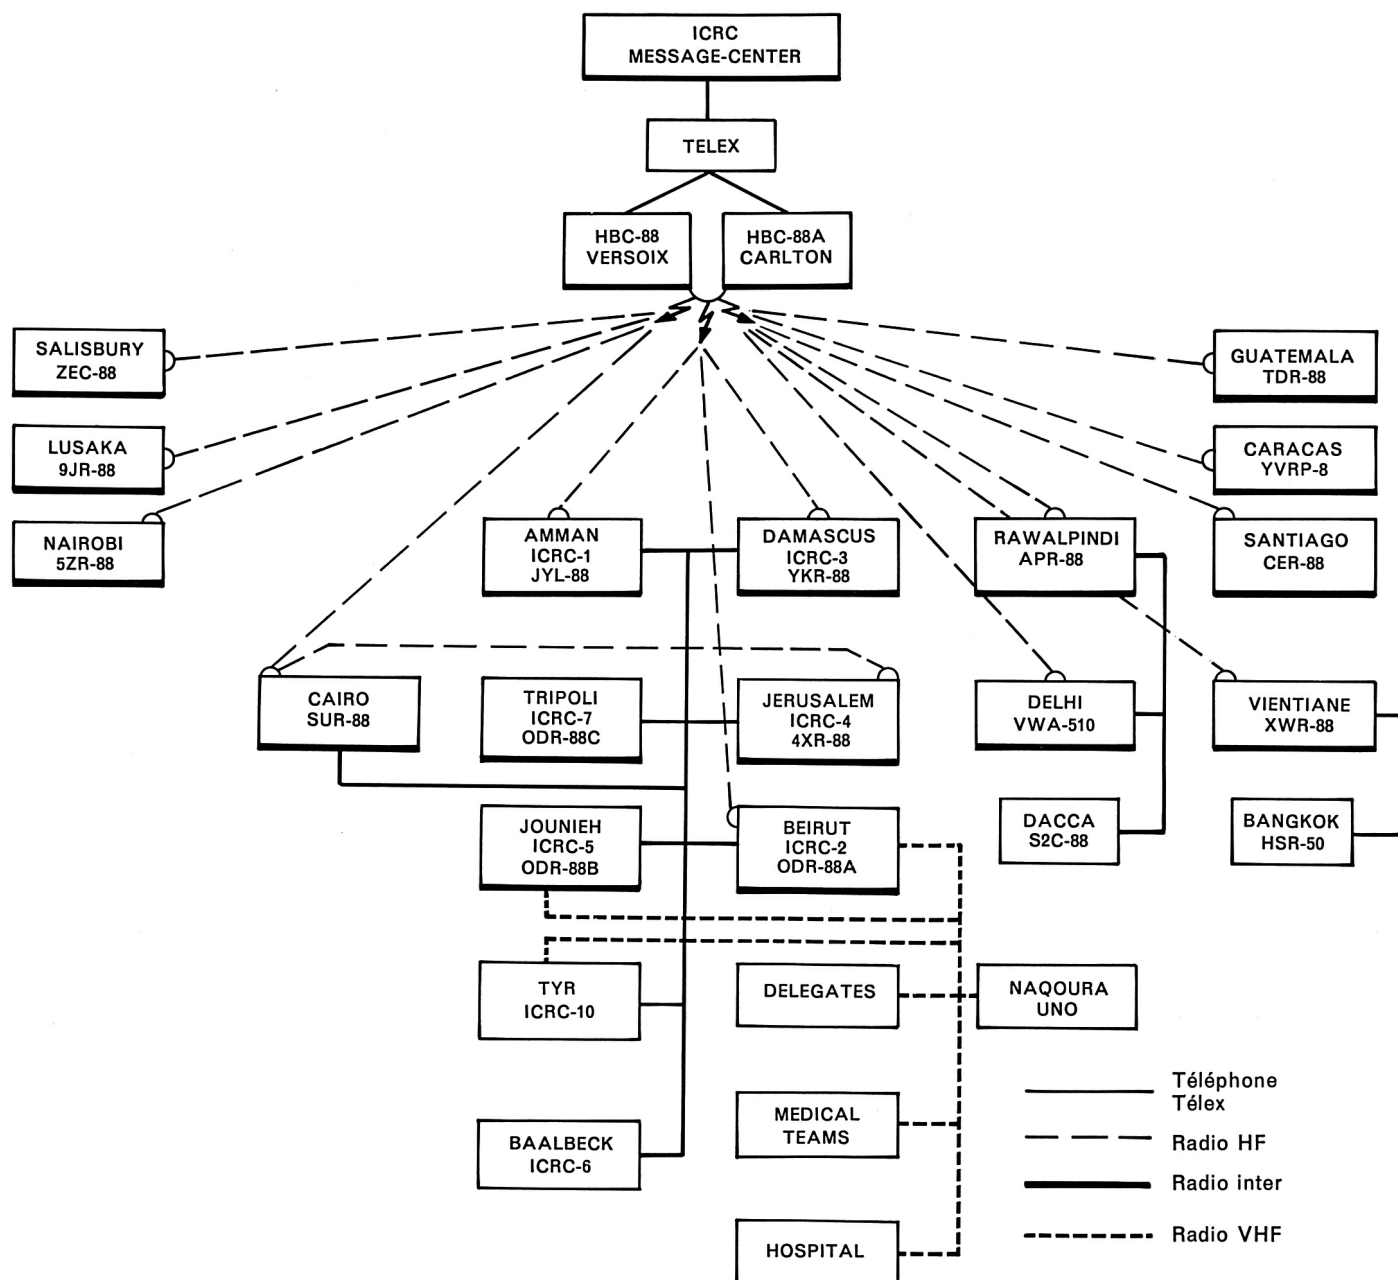 ICRC
MESSAGE-CENTER
TELEX
HBC-88
VERSOIX
HBC-88A
CARLTON
SALISBURY
ZEC-88
GUATEMALA
TDR-88
LUSAKA
9JR-88
CARACAS
YVRP-8
NAIROBI
5ZR-88
AMMAN
ICRC-1
JYL-88
DAMASCUS
ICRC-3
YKR-88
RAWALPINDI
APR-88
SANTIAGO
CER-88
CAIRO
SUR-88
TRIPOLI
ICRC-7
ODR-88C
JERUSALEM
ICRC-4
4XR-88
DELHI
VWA-510
VIENTIANE
XWR-88
JOUNIEH
ICRC-5
ODR-88B
BEIRUT
ICRC-2
ODR-88A
DACCA
S2C-88
BANGKOK
HSR-50
TYR
ICRC-10
DELEGATES
NAQOURA
UNO
BAALBECK
ICRC-6
MEDICAL
TEAMS
HOSPITAL
Téléphone
Télex
Radio HF
Radio inter
Radio VHF